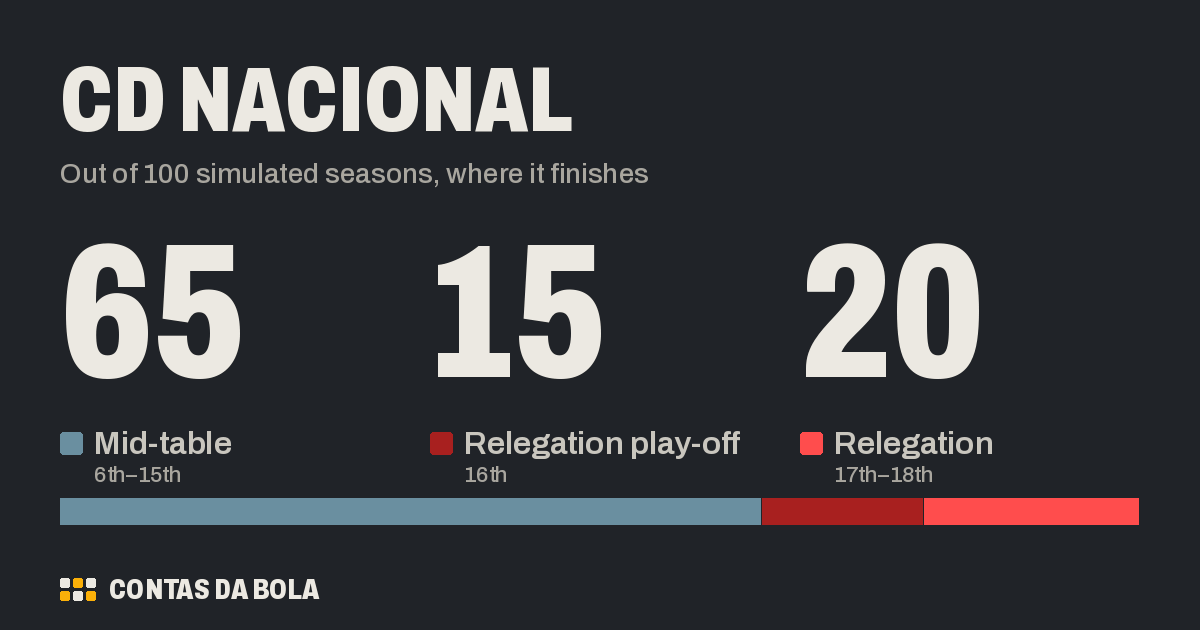 CD NACIONAL
Out of 100 simulated seasons, where it finishes
65 15 20
Mid-table Relegation play-off Relegation
6th–15th 16th 17th–18th
CONTAS DA BOLA